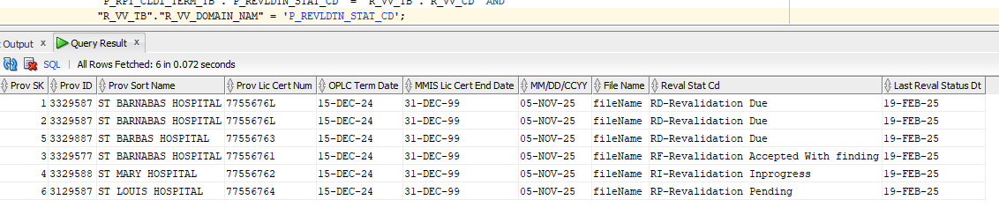 "P_RPT_CLDI_TERM_TB"."P_REVLDTN_STAT_CD" = "R_VV_TB"."R_VV_CD" AND
"R_VV_TB"."R_VV_DOMAIN_NAM" = 'P_REVLDTN_STAT_CD';
Output x Query Result x
SQL | All Rows Fetched: 6 in 0.072 seconds
Prov SK Prov ID Prov Sort Name Prov Lic Cert Num OPLC Term Date MMIS Lic Cert End Date MM/DD/CCYY File Name Reval Stat Cd Last Reval Status Dt
1 3329587 ST BARNABAS HOSPITAL 7755676L 15-DEC-24 31-DEC-99 05-NOV-25 fileName RD-Revalidation Due 19-FEB-25
2 3329587 ST BARNABAS HOSPITAL 7755676L 15-DEC-24 31-DEC-99 05-NOV-25 fileName RD-Revalidation Due 19-FEB-25
5 3329887 ST BARBAS HOSPITAL 77556763 15-DEC-24 31-DEC-99 05-NOV-25 fileName RD-Revalidation Due 19-FEB-25
3 3329577 ST BARNABAS HOSPITAL 77556761 15-DEC-24 31-DEC-99 05-NOV-25 fileName RF-Revalidation Accepted With finding 19-FEB-25
4 3329588 ST MARY HOSPITAL 77556762 15-DEC-24 31-DEC-99 05-NOV-25 fileName RI-Revalidation Inprogress 19-FEB-25
6 3129587 ST LOUIS HOSPITAL 77556764 15-DEC-24 31-DEC-99 05-NOV-25 fileName RP-Revalidation Pending 19-FEB-25